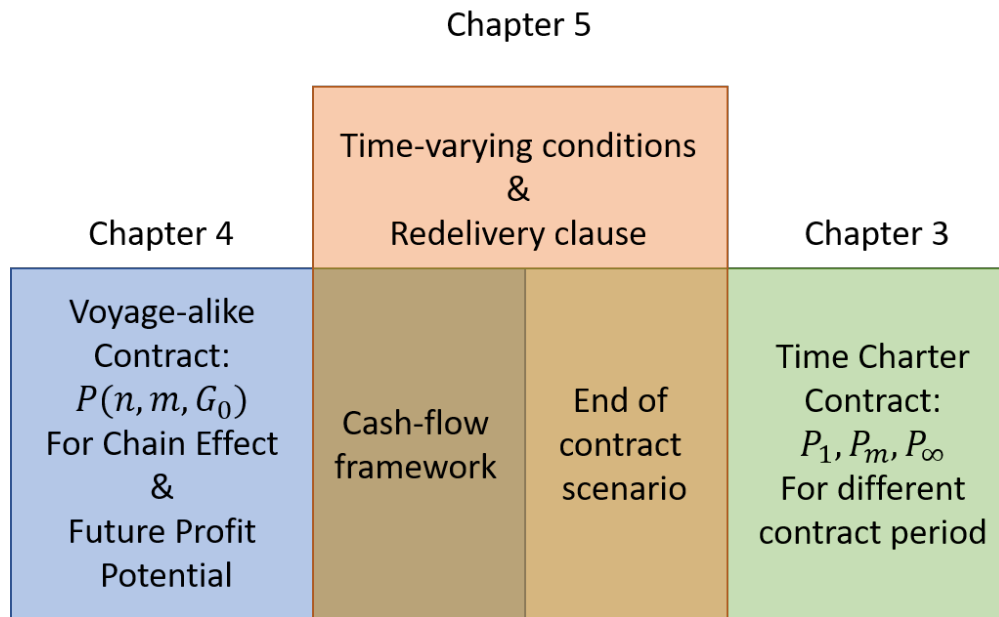 Chapter 5
Time-varying conditions
&
Redelivery clause
Chapter 4
Voyage-alike
Contract:
P(n, m, G₀)
For Chain Effect
&
Future Profit
Potential
Cash-flow
framework
End of
contract
scenario
Chapter 3
Time Charter
Contract:
P₁, Pₘ, P∞
For different
contract period